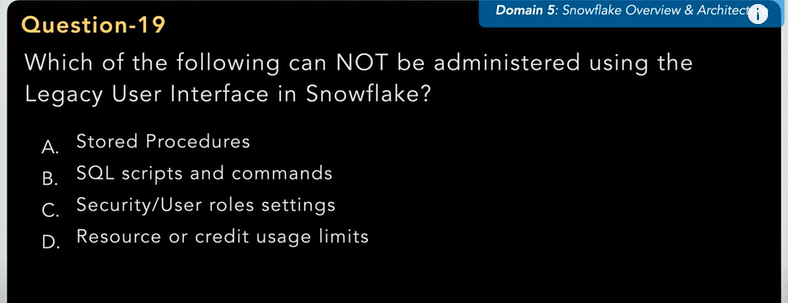 Domain 5: Snowflake Overview & Architect
Question-19
Which of the following can NOT be administered using the
Legacy User Interface in Snowflake?
A. Stored Procedures
B. SQL scripts and commands
C. Security/User roles settings
D. Resource or credit usage limits